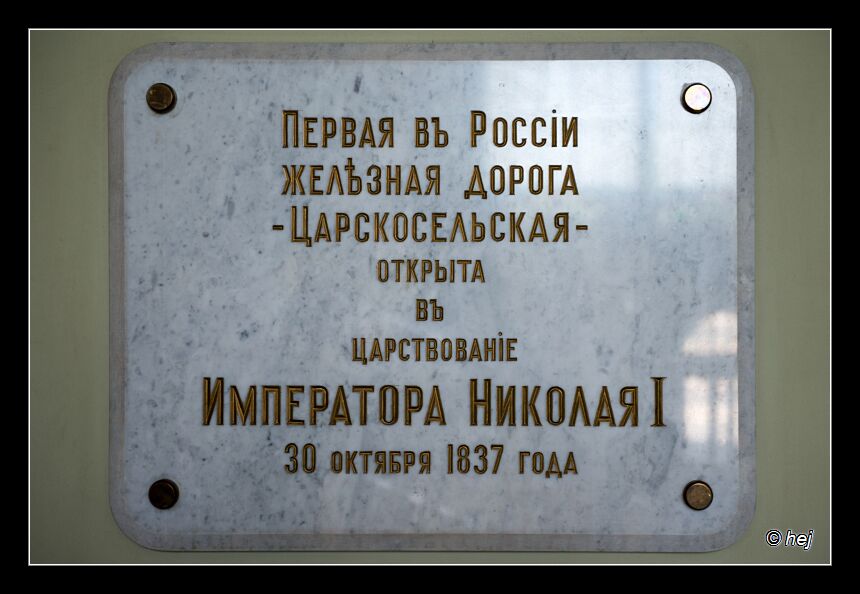 Первая въ Россіи
желѣзная дорога
-Царскосельская-
открыта
въ
царствованіе
Императора Николая I
30 октября 1837 года
© hej